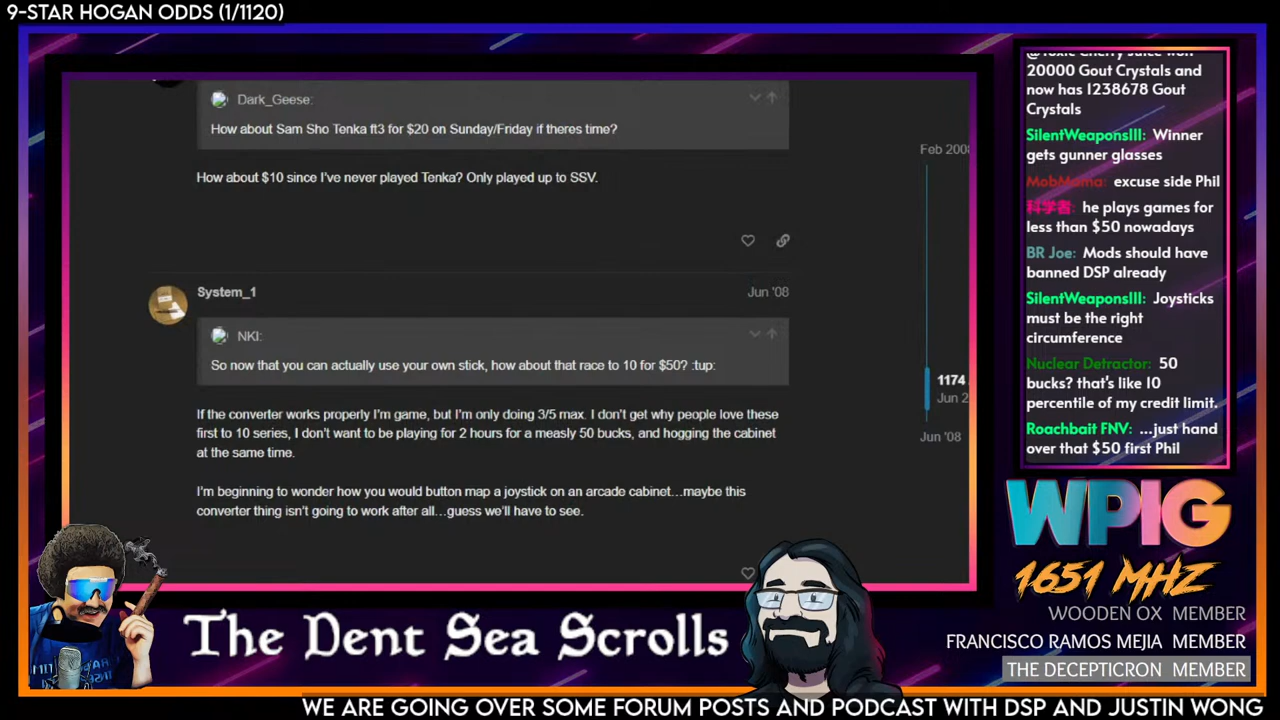 9-STAR HOGAN ODDS (1/1120)
Dark_Geese:
How about Sam Sho Tenka ft3 for $20 on Sunday/Friday if theres time?
How about $10 since I've never played Tenka? Only played up to SSV.
System_1
Jun '08
NKI:
So now that you can actually use your own stick, how about that race to 10 for $50? :tup:
If the converter works properly I'm game, but I'm only doing 3/5 max. I don't get why people love these
first to 10 series, I don't want to be playing for 2 hours for a measly 50 bucks, and hogging the cabinet
at the same time.
I'm beginning to wonder how you would button map a joystick on an arcade cabinet…maybe this
converter thing isn't going to work after all…guess we'll have to see.
Feb 2008
1174
Jun 2
Jun '08
20000 Gout Crystals and
now has 1238678 Gout
Crystals
SilentWeaponsIII: Winner
gets gunner glasses
MobMama: excuse side Phil
科学者: he plays games for
less than $50 nowadays
BR Joe: Mods should have
banned DSP already
SilentWeaponsIII: Joysticks
must be the right
circumference
Nuclear Detractor: 50
bucks? that's like 10
percentile of my credit limit.
Roachbait FNV: ...just hand
over that $50 first Phil
WPIG
1651 MHZ
WOODEN OX MEMBER
FRANCISCO RAMOS MEJIA MEMBER
THE DECEPTICRON MEMBER
The Dent Sea Scrolls
WE ARE GOING OVER SOME FORUM POSTS AND PODCAST WITH DSP AND JUSTIN WONG